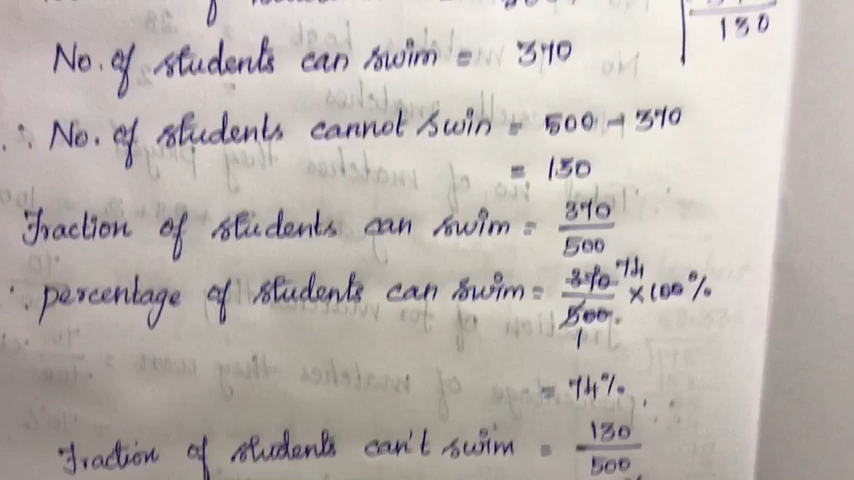 130
No. of students can swim = 370
∴ No. of students cannot swin = 500 - 370
= 130
Fraction of students can swim = 370/500
∴ percentage of students can swim = 370/500 × 100%
74
1
= 74%.
Fraction of students can't swim = 130/500